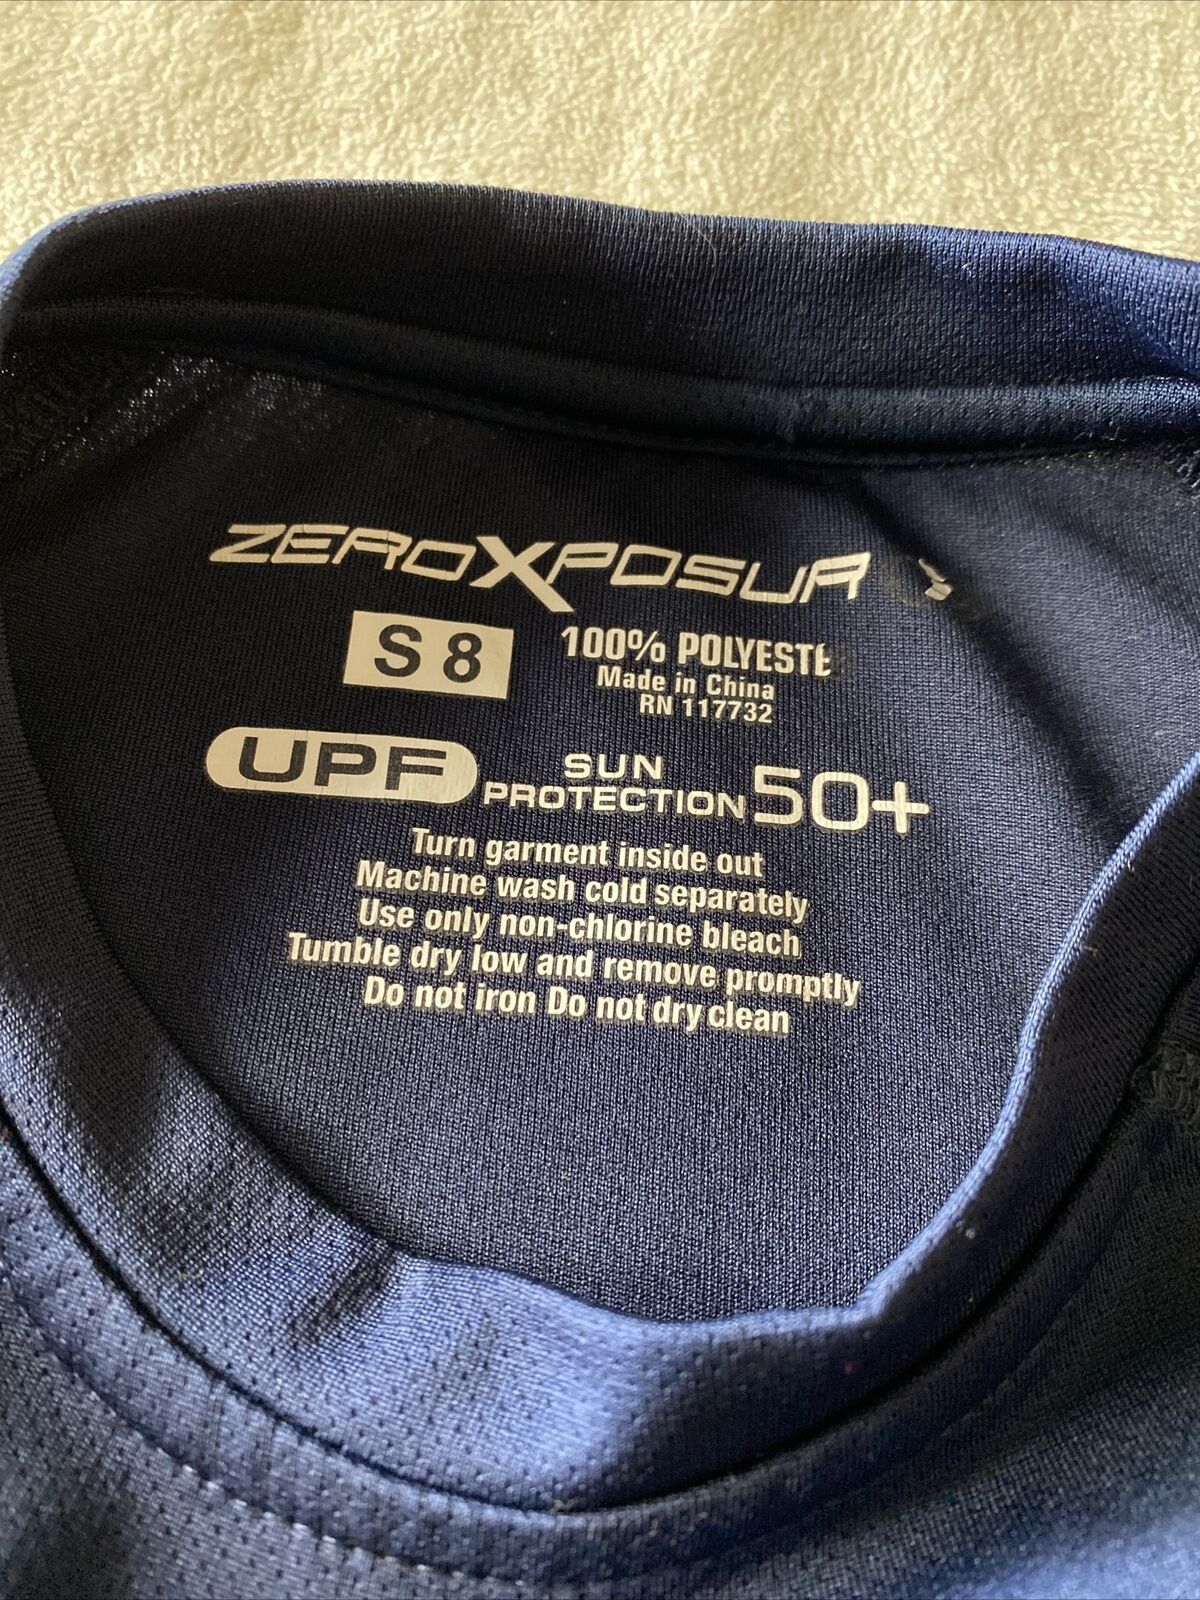 ZEROXPOSUR
S 8
100% POLYESTE
Made in China
RN 117732
UPF
SUN
PROTECTION
50+
Turn garment inside out
Machine wash cold separately
Use only non-chlorine bleach
Tumble dry low and remove promptly
Do not iron Do not dry clean